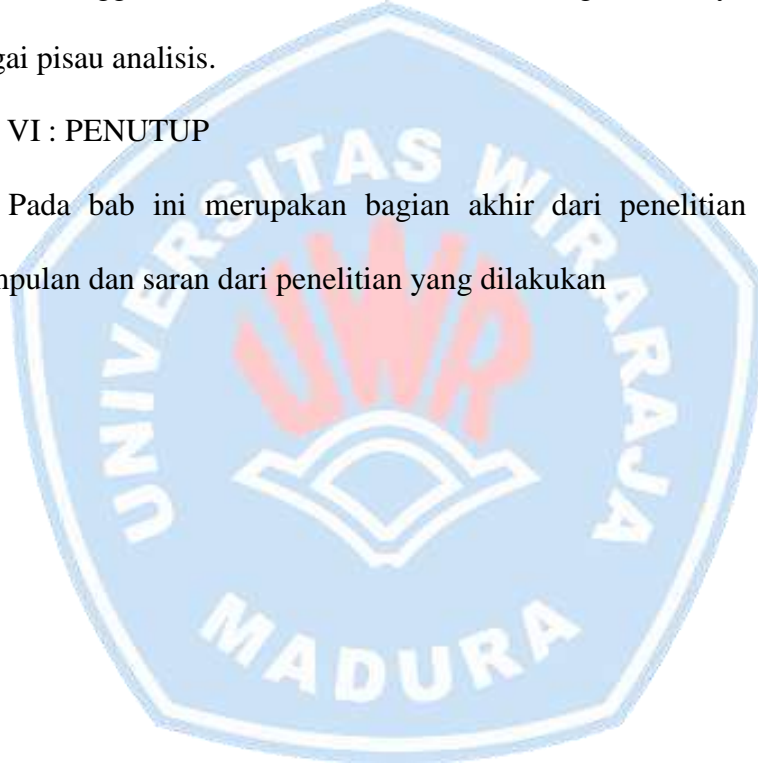 gai pisau analisis.
VI : PENUTUP
Pada bab ini merupakan bagian akhir dari penelitian
npulan dan saran dari penelitian yang dilakukan
UNIVERSITAS WIRARAJA
UWR
MADURA